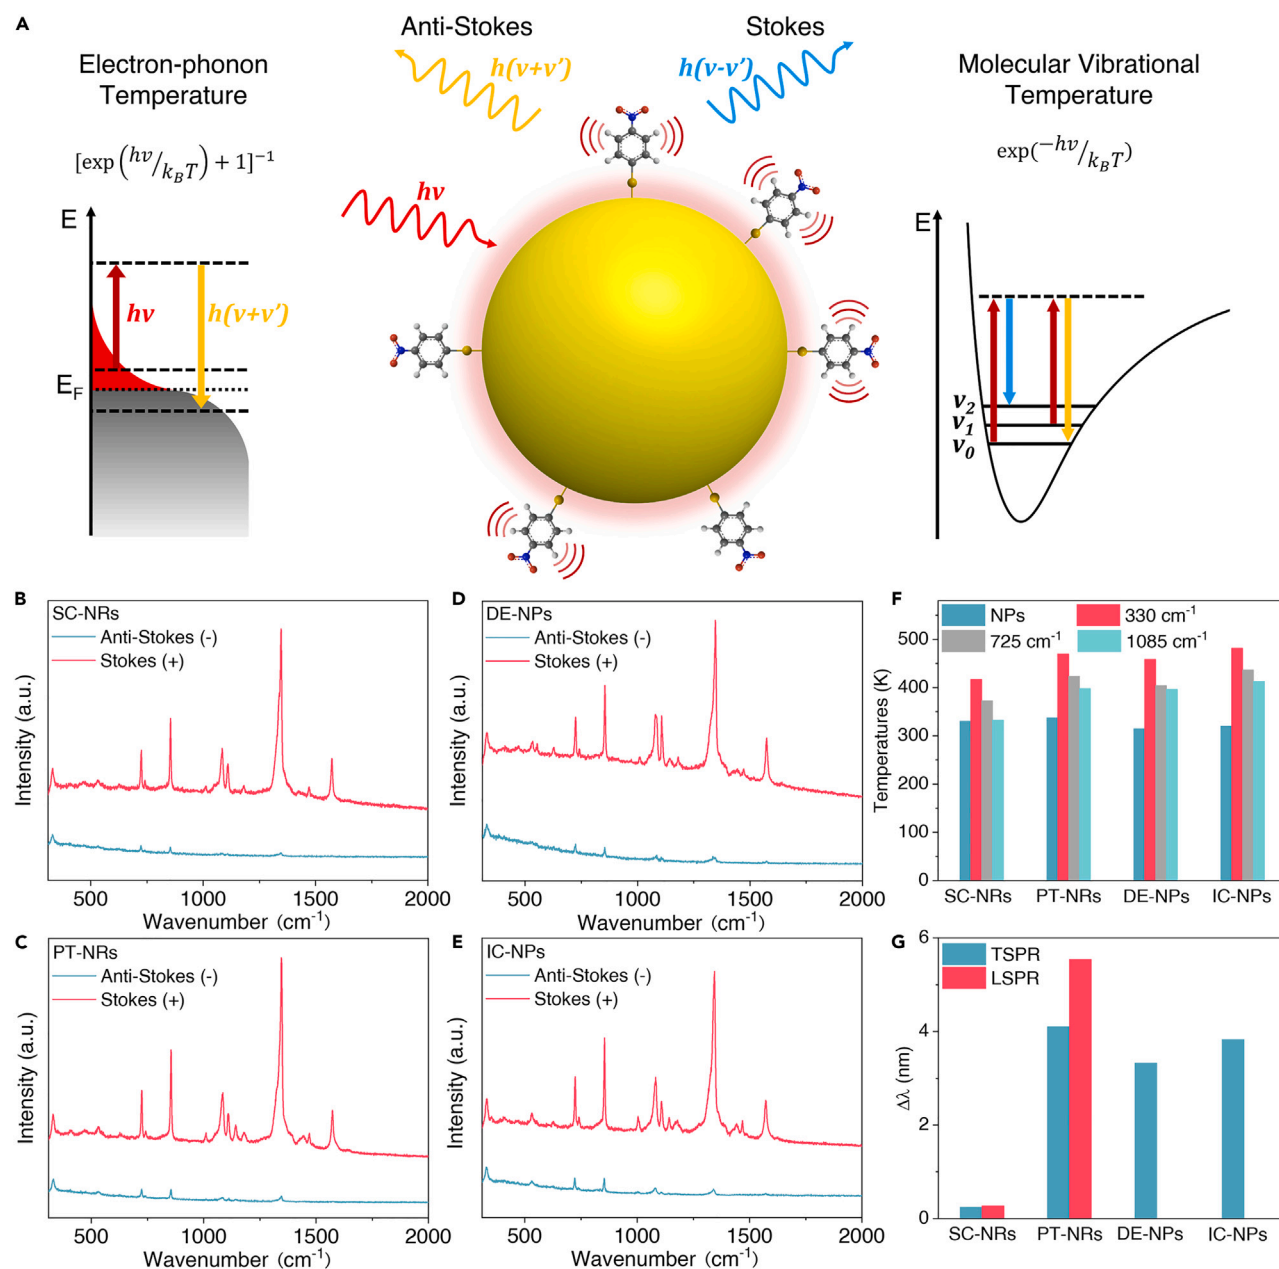 A
Anti-Stokes
Stokes
Electron-phonon
Temperature
h(ν+ν’)
h(ν-ν’)
Molecular Vibrational
Temperature
[exp(hν/k_BT) + 1]⁻¹
exp(−hν/k_BT)
hν
E
hν
h(ν+ν’)
E_F
E
ν₂
ν₁
ν₀
B
SC-NRs
Anti-Stokes (-)
Stokes (+)
Intensity (a.u.)
500
1000
1500
2000
Wavenumber (cm⁻¹)
D
DE-NPs
Anti-Stokes (-)
Stokes (+)
Intensity (a.u.)
500
1000
1500
2000
Wavenumber (cm⁻¹)
F
NPs
330 cm⁻¹
725 cm⁻¹
1085 cm⁻¹
Temperatures (K)
500
400
300
200
100
0
SC-NRs
PT-NRs
DE-NPs
IC-NPs
C
PT-NRs
Anti-Stokes (-)
Stokes (+)
Intensity (a.u.)
500
1000
1500
2000
Wavenumber (cm⁻¹)
E
IC-NPs
Anti-Stokes (-)
Stokes (+)
Intensity (a.u.)
500
1000
1500
2000
Wavenumber (cm⁻¹)
G
TSPR
LSPR
Δλ (nm)
6
4
2
0
SC-NRs
PT-NRs
DE-NPs
IC-NPs